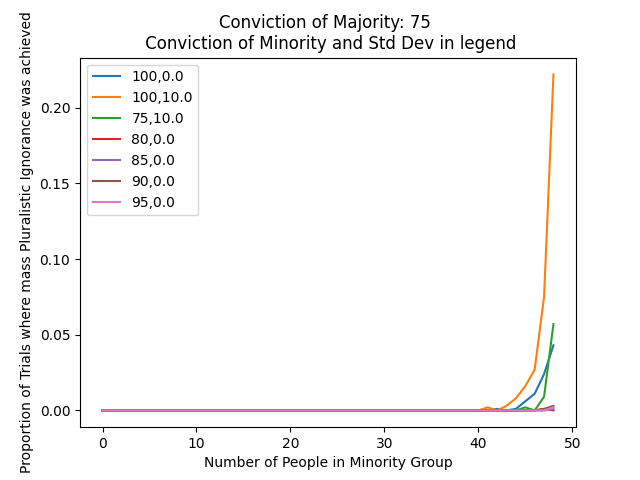 Conviction of Majority: 75
Conviction of Minority and Std Dev in legend
Proportion of Trials where mass Pluralistic Ignorance was achieved
0.20
0.15
0.10
0.05
0.00
100,0.0
100,10.0
75,10.0
80,0.0
85,0.0
90,0.0
95,0.0
0 10 20 30 40 50
Number of People in Minority Group